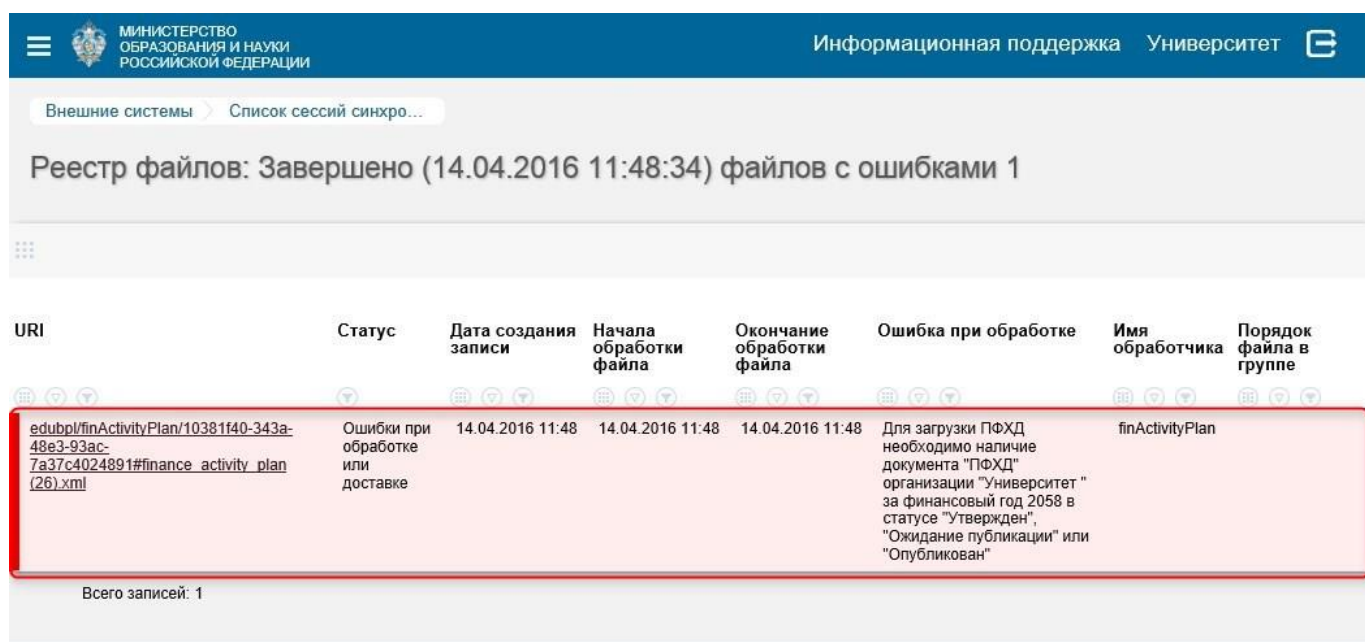 МИНИСТЕРСТВО
ОБРАЗОВАНИЯ И НАУКИ
РОССИЙСКОЙ ФЕДЕРАЦИИ
Информационная поддержка Университет
Внешние системы Список сессий синхро...
Реестр файлов: Завершено (14.04.2016 11:48:34) файлов с ошибками 1
URI
Статус
Дата создания
записи
Начала
обработки
файла
Окончание
обработки
файла
Ошибка при обработке
Имя
обработчика
Порядок
файла в
группе
edubpl/finActivityPlan/10381f40-343a-
48e3-93ac-
7a37c4024891#finance_activity_plan
(26).xml
Ошибки при
обработке
или
доставке
14.04.2016 11:48
14.04.2016 11:48
14.04.2016 11:48
Для загрузки ПФХД
необходимо наличие
документа "ПФХД"
организации "Университет "
за финансовый год 2058 в
статусе "Утвержден",
"Ожидание публикации" или
"Опубликован"
finActivityPlan
Всего записей: 1